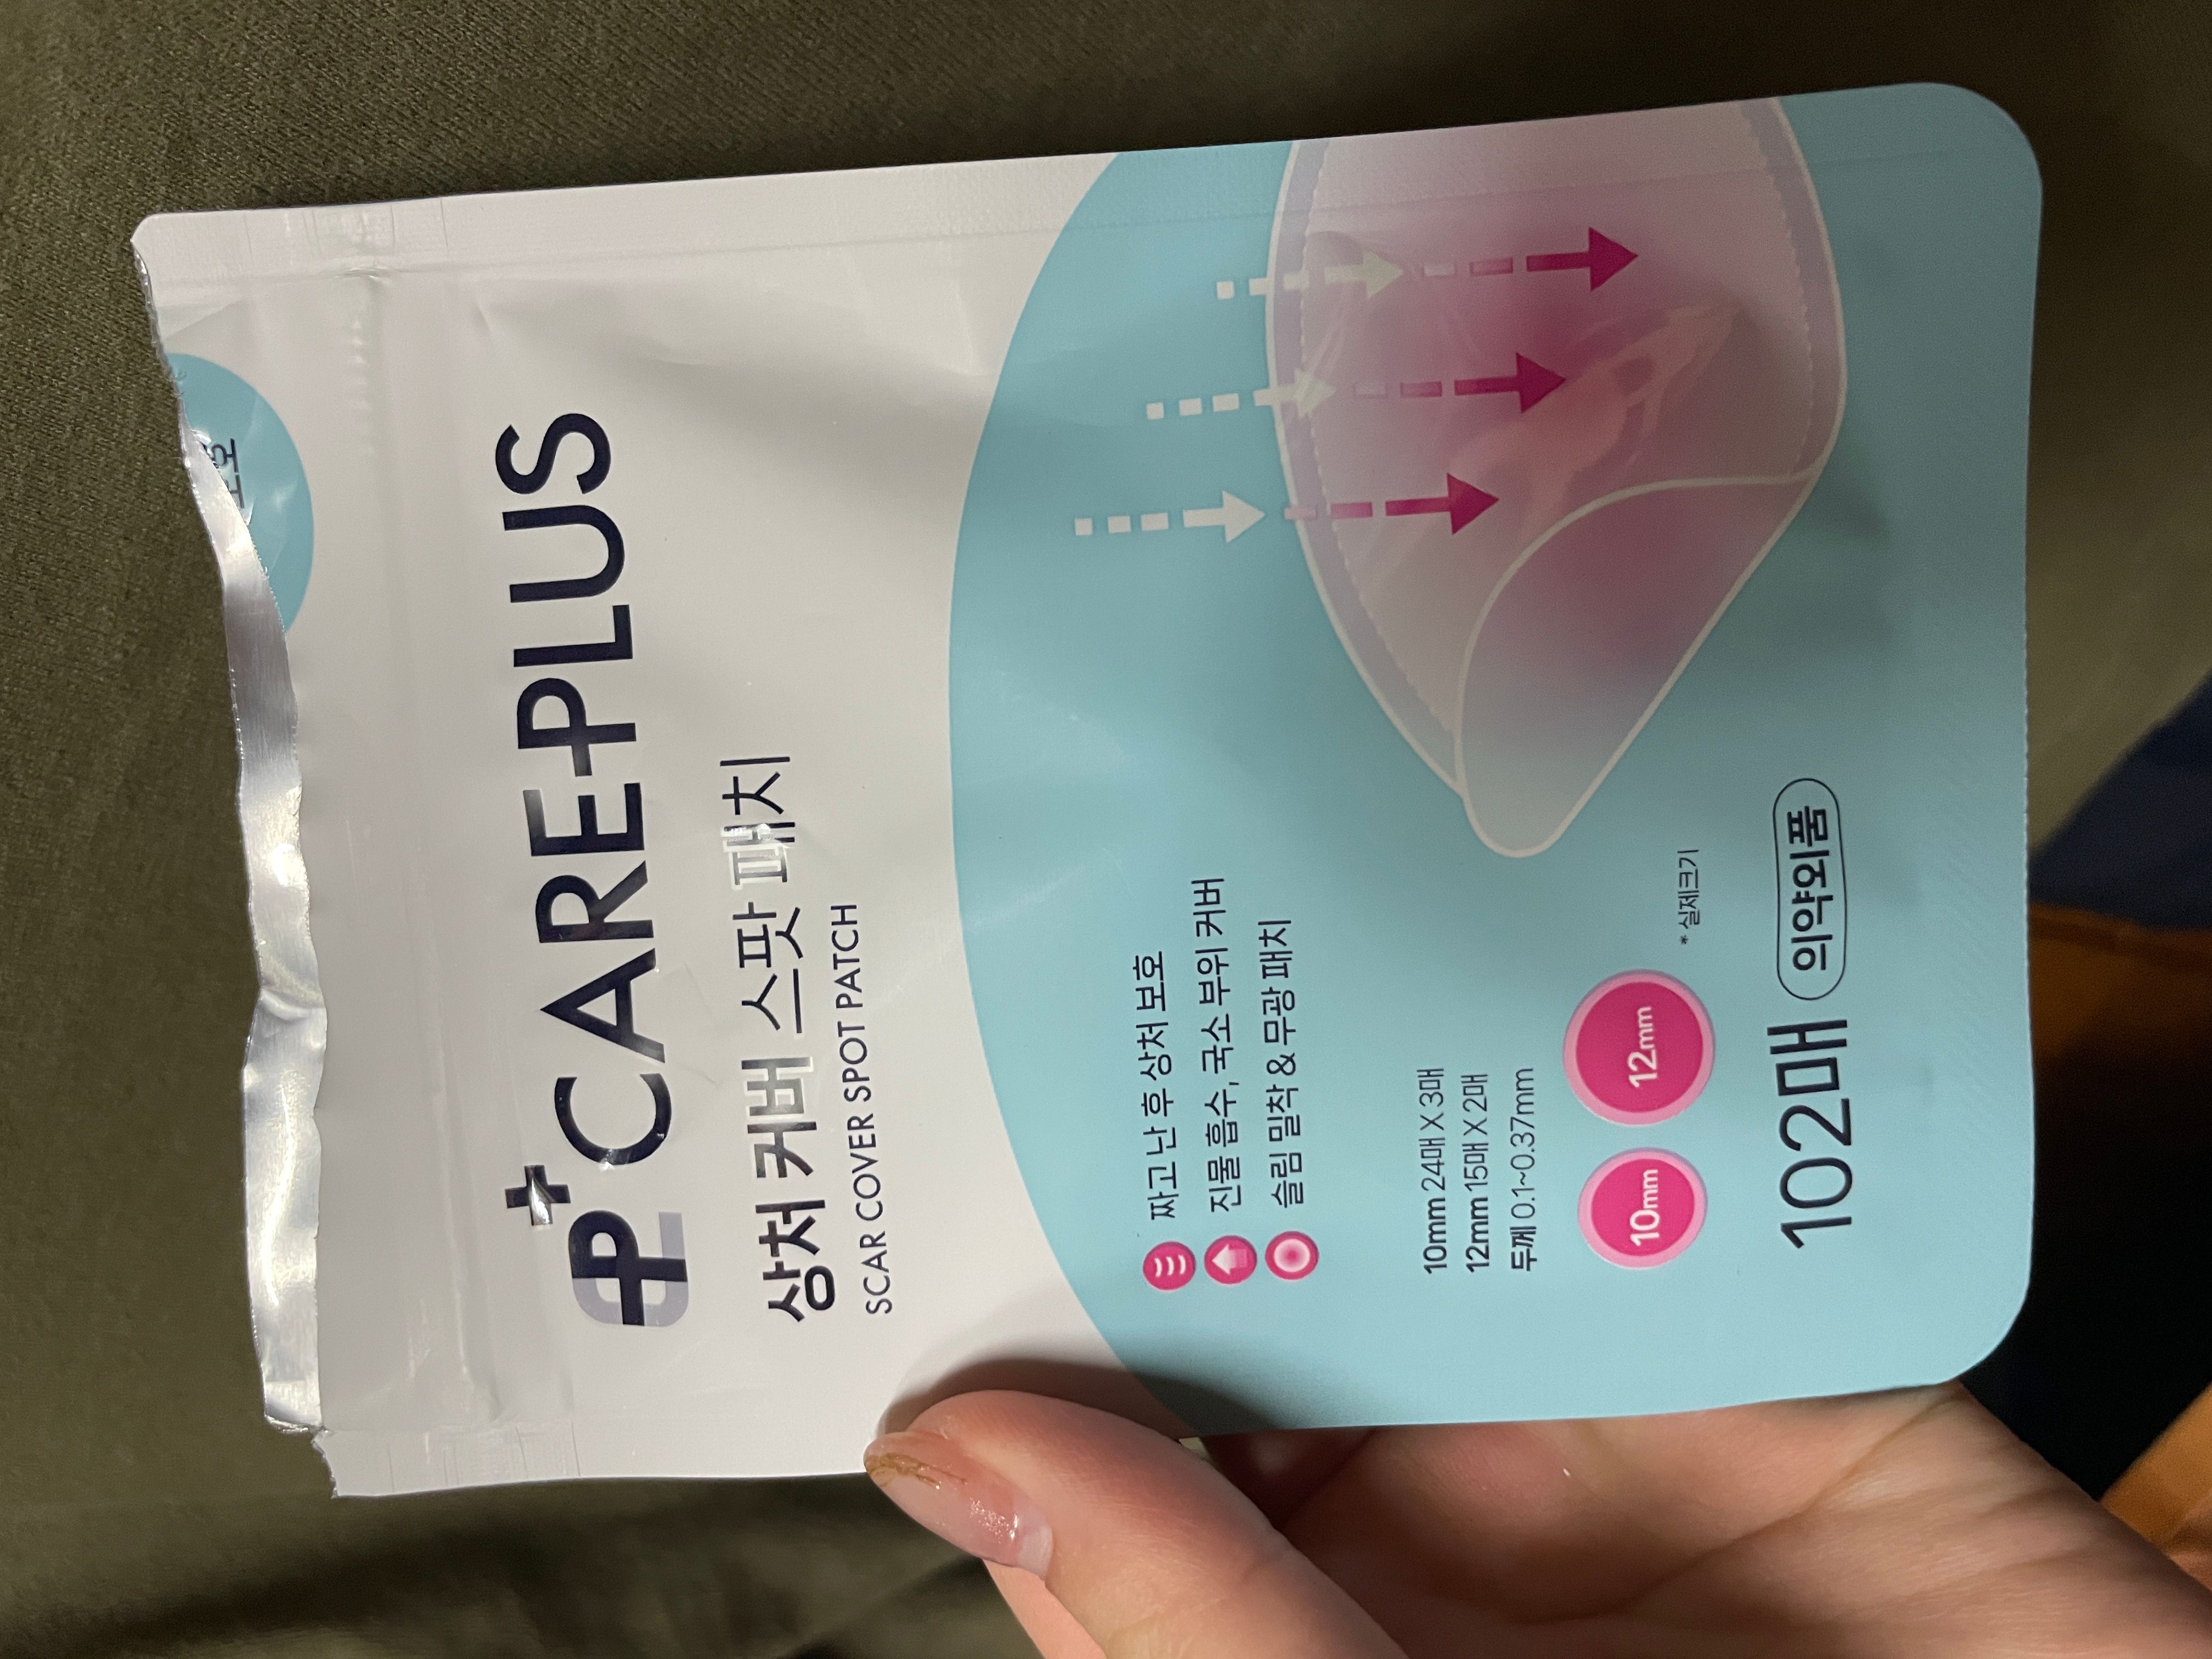 P+ CARE PLUS
상처 커버 스팟 패치
SCAR COVER SPOT PATCH
짜고 난 후 상처 보호
진물 흡수, 국소 부위 커버
슬림 밀착 & 무광 패치
10mm 24매 X 3매
12mm 15매 X 2매
두께 0.1~0.37mm
10mm
12mm
* 실제크기
102매 의약외품